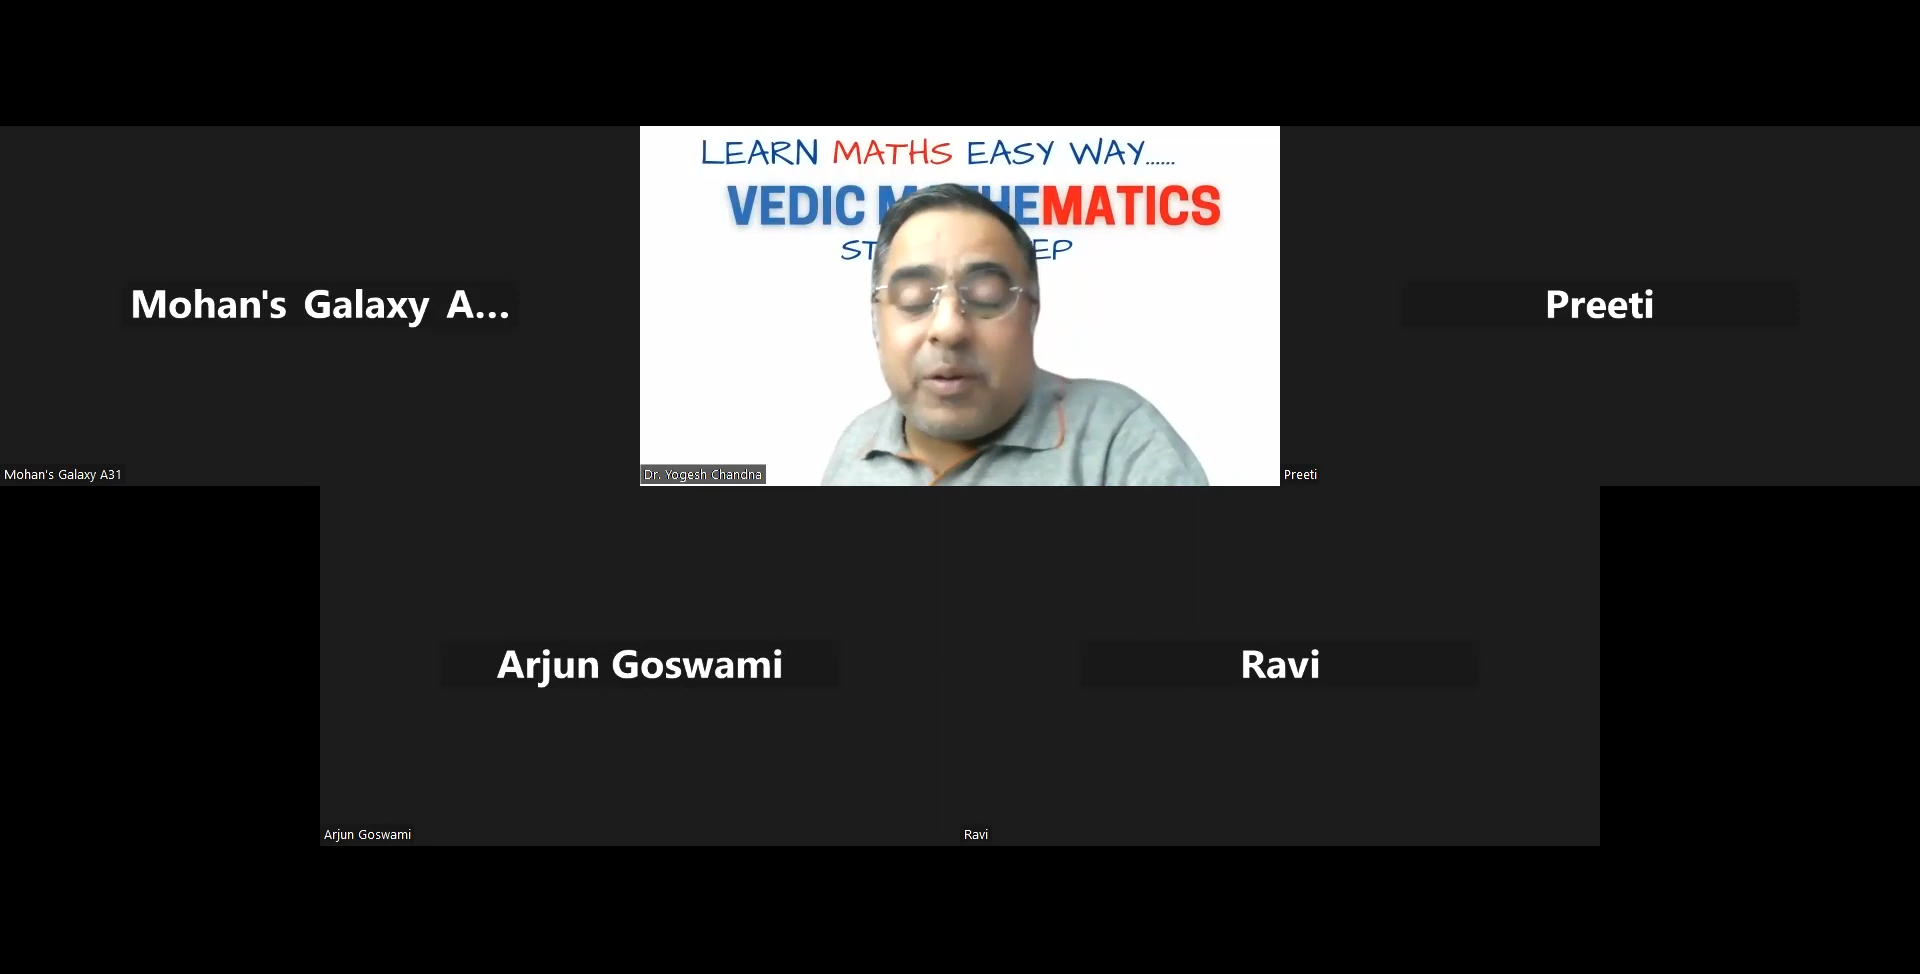 LEARN MATHS EASY WAY......
VEDIC MATHEMATICS
Mohan's Galaxy A...
Preeti
Mohan's Galaxy A31
Dr. Yogesh Chandna
Preeti
Arjun Goswami
Ravi
Arjun Goswami
Ravi